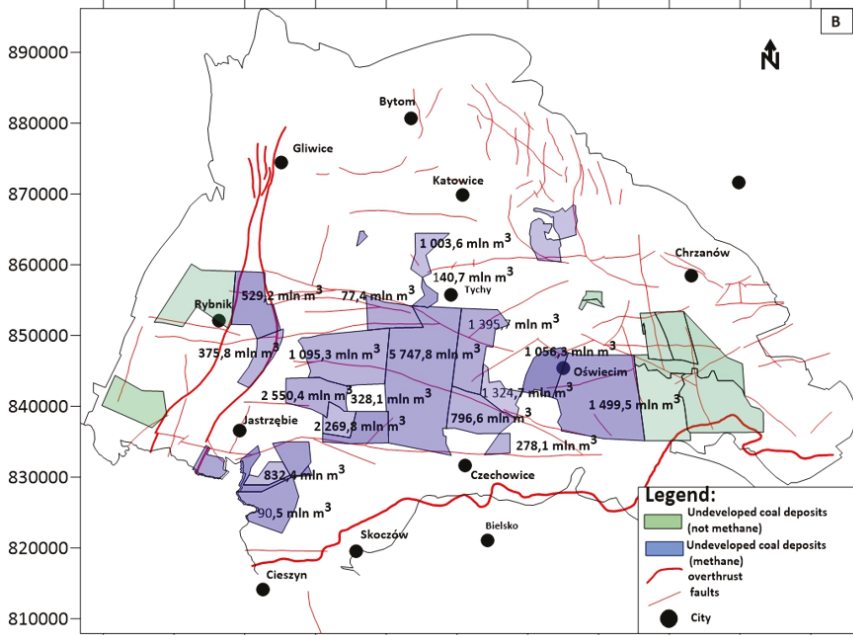 B
890000
N
Bytom
880000
Gliwice
870000
Katowice
1 003,6 mln m³
Chrzanów
860000
140,7 mln m³
529,2 mln m³
77,4 mln m³
Tychy
Rybnik
850000
1 395,7 mln m³
375,8 mln m³
1 095,3 mln m³
5 747,8 mln m³
1 056,3 mln m³
Oświecim
2 550,4 mln m³
328,1 mln m³
1 324,7 mln m³
840000
1 499,5 mln m³
Jastrzębie
2 269,8 mln m³
796,6 mln m³
278,1 mln m³
830000
832,4 mln m³
Czechowice
90,5 mln m³
820000
Skoczów
Bielsko
Cieszyn
810000
Legend:
Undeveloped coal deposits
(not methane)
Undeveloped coal deposits
(methane)
overthrust
faults
City